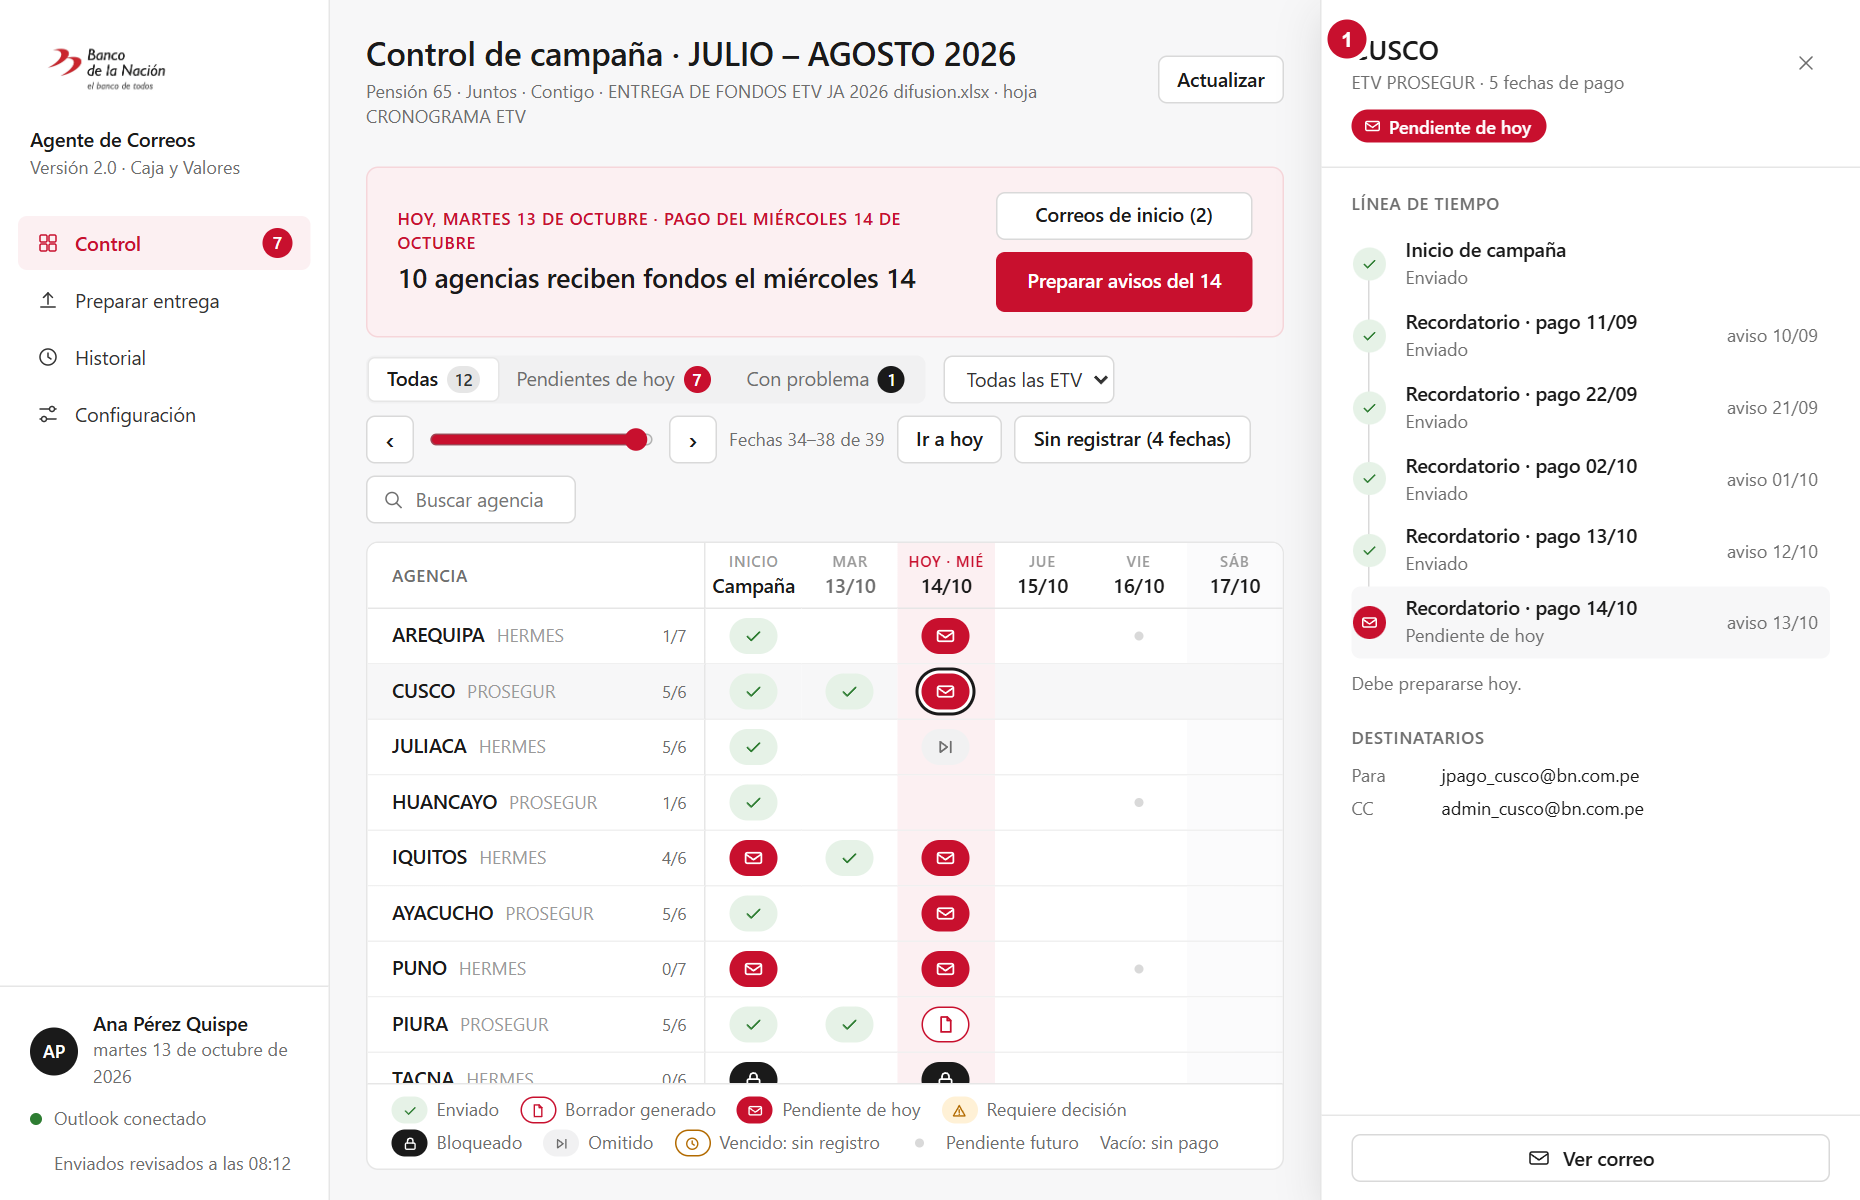 Banco
de la Nación
el banco de todos
Agente de Correos
Versión 2.0 · Caja y Valores
Control 7
Preparar entrega
Historial
Configuración
AP
Ana Pérez Quispe
martes 13 de octubre de
2026
Outlook conectado
Enviados revisados a las 08:12
Control de campaña · JULIO – AGOSTO 2026
Pensión 65 · Juntos · Contigo · ENTREGA DE FONDOS ETV JA 2026 difusion.xlsx · hoja
CRONOGRAMA ETV
Actualizar
HOY, MARTES 13 DE OCTUBRE · PAGO DEL MIÉRCOLES 14 DE
OCTUBRE
10 agencias reciben fondos el miércoles 14
Correos de inicio (2)
Preparar avisos del 14
Todas 12 Pendientes de hoy 7 Con problema 1 Todas las ETV
‹ › Fechas 34–38 de 39 Ir a hoy Sin registrar (4 fechas)
Buscar agencia
AGENCIA
INICIO MAR HOY · MIÉ JUE VIE SÁB
Campaña 13/10 14/10 15/10 16/10 17/10
AREQUIPA HERMES 1/7
CUSCO PROSEGUR 5/6
JULIACA HERMES 5/6
HUANCAYO PROSEGUR 1/6
IQUITOS HERMES 4/6
AYACUCHO PROSEGUR 5/6
PUNO HERMES 0/7
PIURA PROSEGUR 5/6
TACNA HERMES 0/6
Enviado Borrador generado Pendiente de hoy Requiere decisión
Bloqueado Omitido Vencido: sin registro Pendiente futuro Vacío: sin pago
1
CUSCO
ETV PROSEGUR · 5 fechas de pago
Pendiente de hoy
LÍNEA DE TIEMPO
Inicio de campaña
Enviado
Recordatorio · pago 11/09
Enviado
aviso 10/09
Recordatorio · pago 22/09
Enviado
aviso 21/09
Recordatorio · pago 02/10
Enviado
aviso 01/10
Recordatorio · pago 13/10
Enviado
aviso 12/10
Recordatorio · pago 14/10
Pendiente de hoy
aviso 13/10
Debe prepararse hoy.
DESTINATARIOS
Para jpago_cusco@bn.com.pe
CC admin_cusco@bn.com.pe
Ver correo